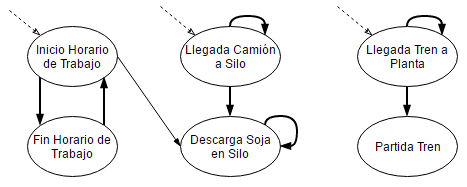 Inicio Horario
de Trabajo
Llegada Camión
a Silo
Llegada Tren a
Planta
Fin Horario de
Trabajo
Descarga Soja
en Silo
Partida Tren